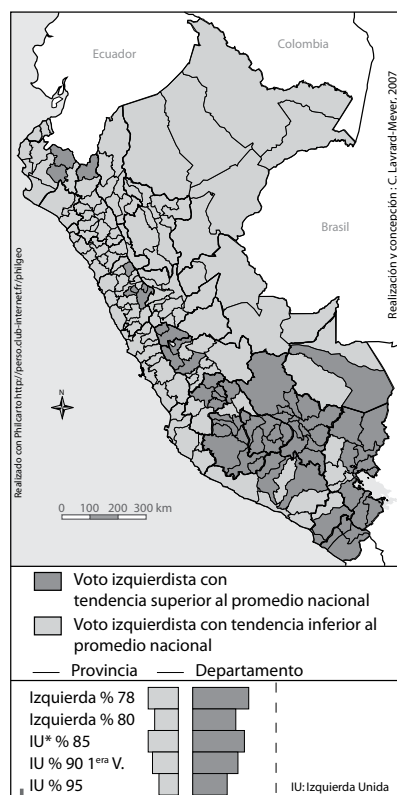 Ecuador
Colombia
Brasil
Realización y concepción : C. Lavrard-Meyer, 2007
Realizado con Philcarto http//perso.club-internet.fr/philgeo
N
0 100 200 300 km
Voto izquierdista con
tendencia superior al promedio nacional
Voto izquierdista con tendencia inferior al
promedio nacional
Provincia Departamento
Izquierda % 78
Izquierda % 80
IU* % 85
IU % 90 1era V.
IU % 95
IU: Izquierda Unida